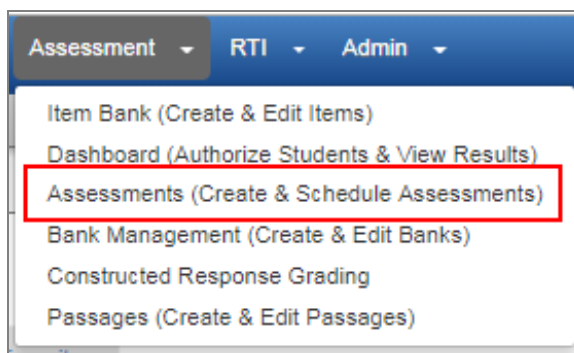 Assessment RTI Admin
Item Bank (Create & Edit Items)
Dashboard (Authorize Students & View Results)
Assessments (Create & Schedule Assessments)
Bank Management (Create & Edit Banks)
Constructed Response Grading
Passages (Create & Edit Passages)